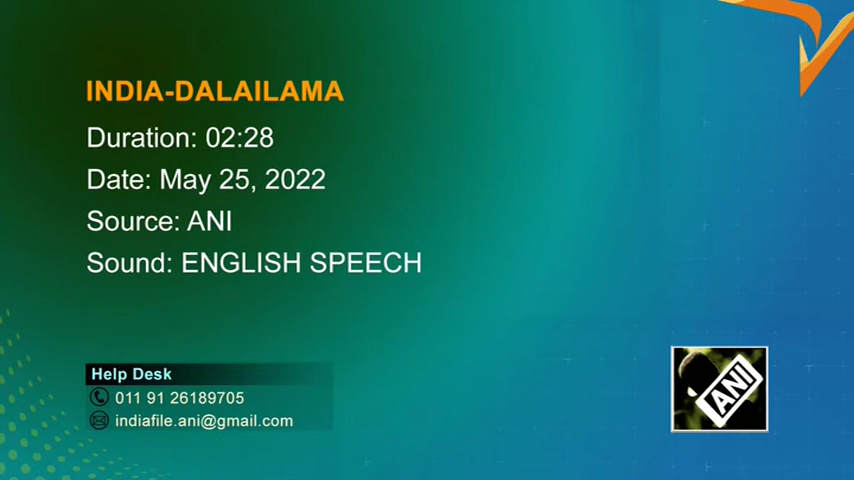 INDIA-DALAILAMA
Duration: 02:28
Date: May 25, 2022
Source: ANI
Sound: ENGLISH SPEECH
Help Desk
011 91 26189705
indiafile.ani@gmail.com
ANI